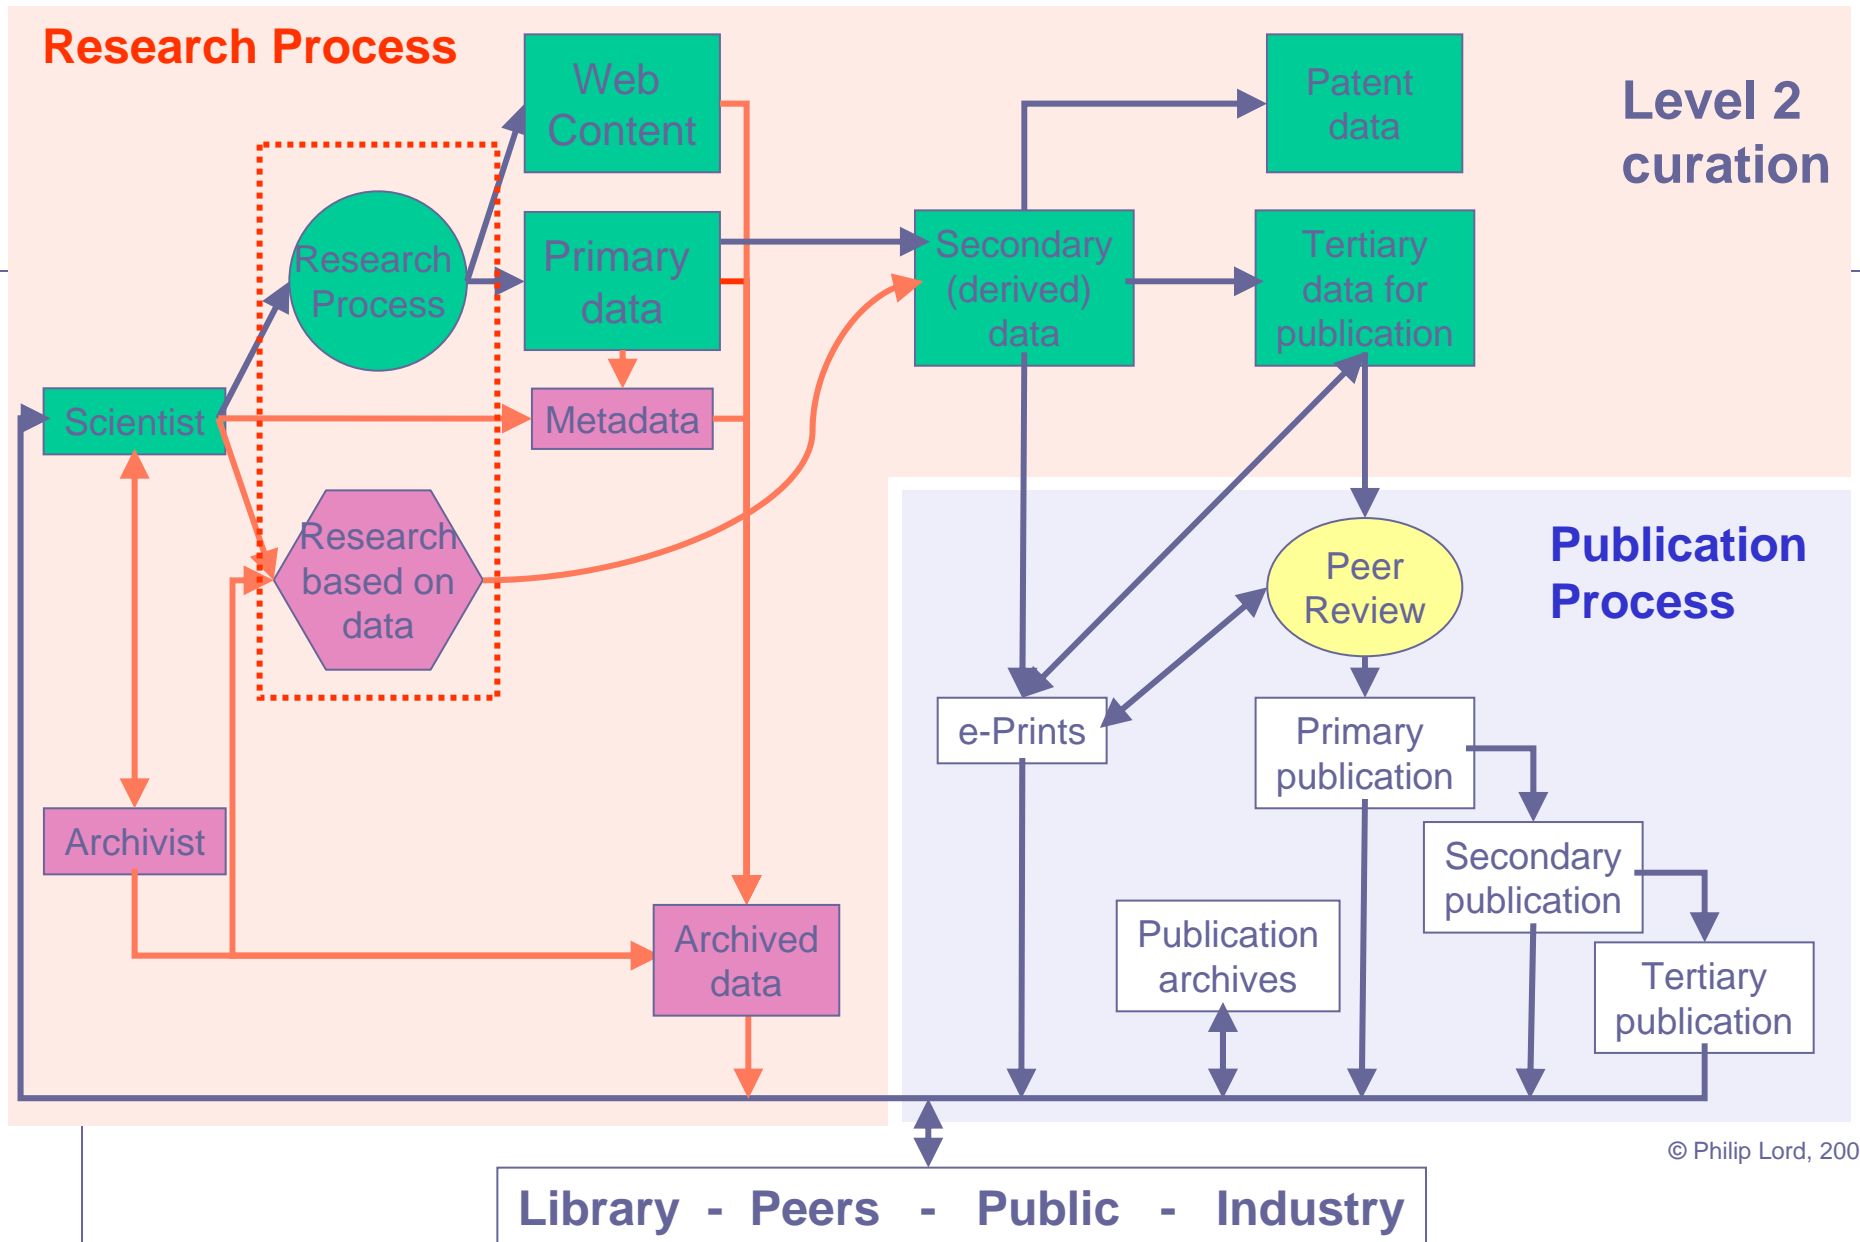 Research Process
Web
Content
Patent
data
Level 2
curation
Research
Process
Primary
data
Secondary
(derived)
data
Tertiary
data for
publication
Scientist
Metadata
Research
based on
data
Peer
Review
Publication
Process
e-Prints
Primary
publication
Archivist
Secondary
publication
Archived
data
Publication
archives
Tertiary
publication
© Philip Lord, 200
Library - Peers - Public - Industry